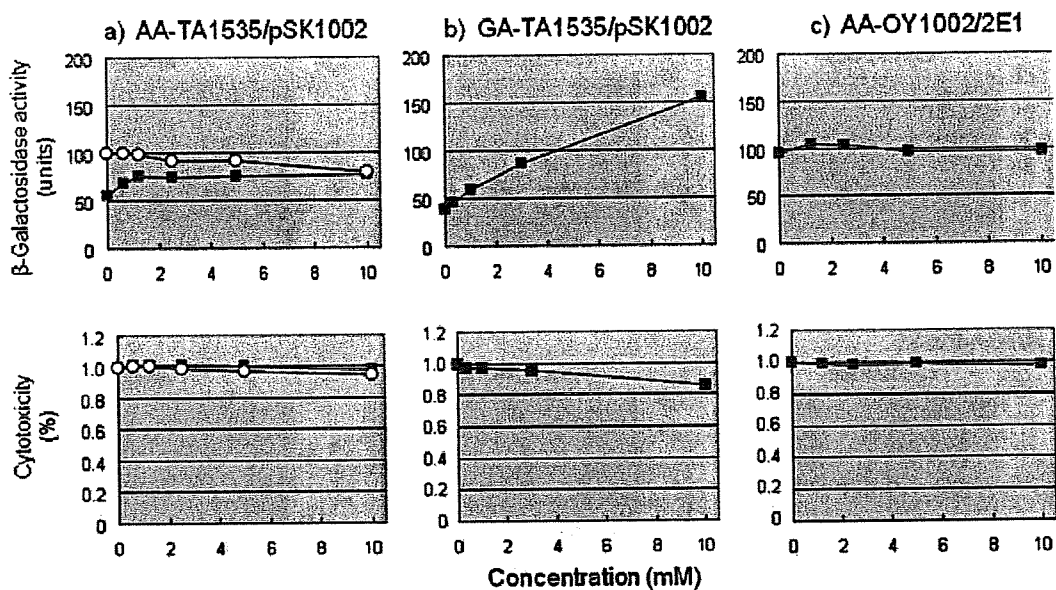 a) AA-TA1535/pSK1002
b) GA-TA1535/pSK1002
c) AA-OY1002/2E1
β-Galactosidase activity
(units)
200
150
100
50
0
0 2 4 6 8 10
200
150
100
50
0
0 2 4 6 8 10
200
150
100
50
0
0 2 4 6 8 10
Cytotoxicity
(%)
1.2
1.0
0.8
0.6
0.4
0.2
0
0 2 4 6 8 10
1.2
1.0
0.8
0.6
0.4
0.2
0
0 2 4 6 8 10
1.2
1.0
0.8
0.6
0.4
0.2
0
0 2 4 6 8 10
Concentration (mM)